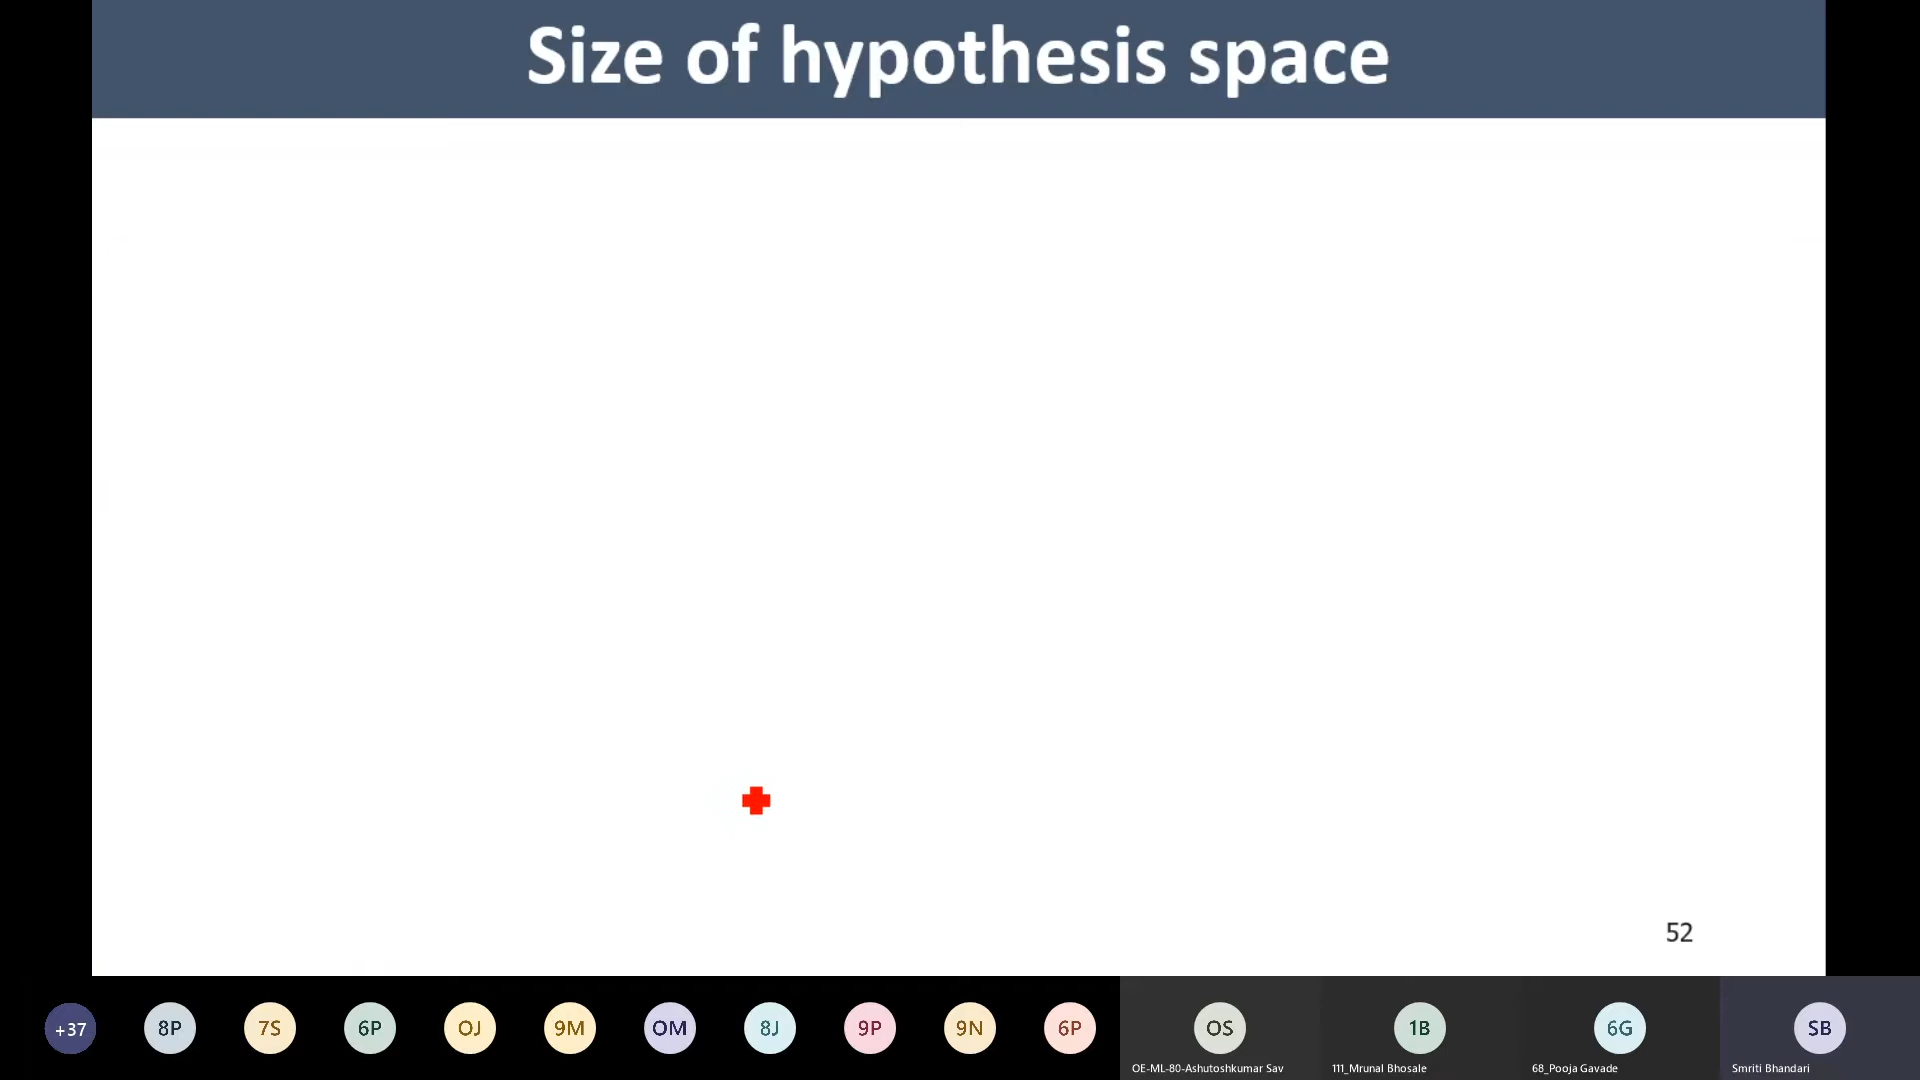 Size of hypothesis space
52
+37 8P 7S 6P OJ 9M OM 8J 9P 9N 6P OS 1B 6G SB
OE-ML-80-Ashutoshkumar Sav 111_Mrunal Bhosale 68_Pooja Gavade Smriti Bhandari